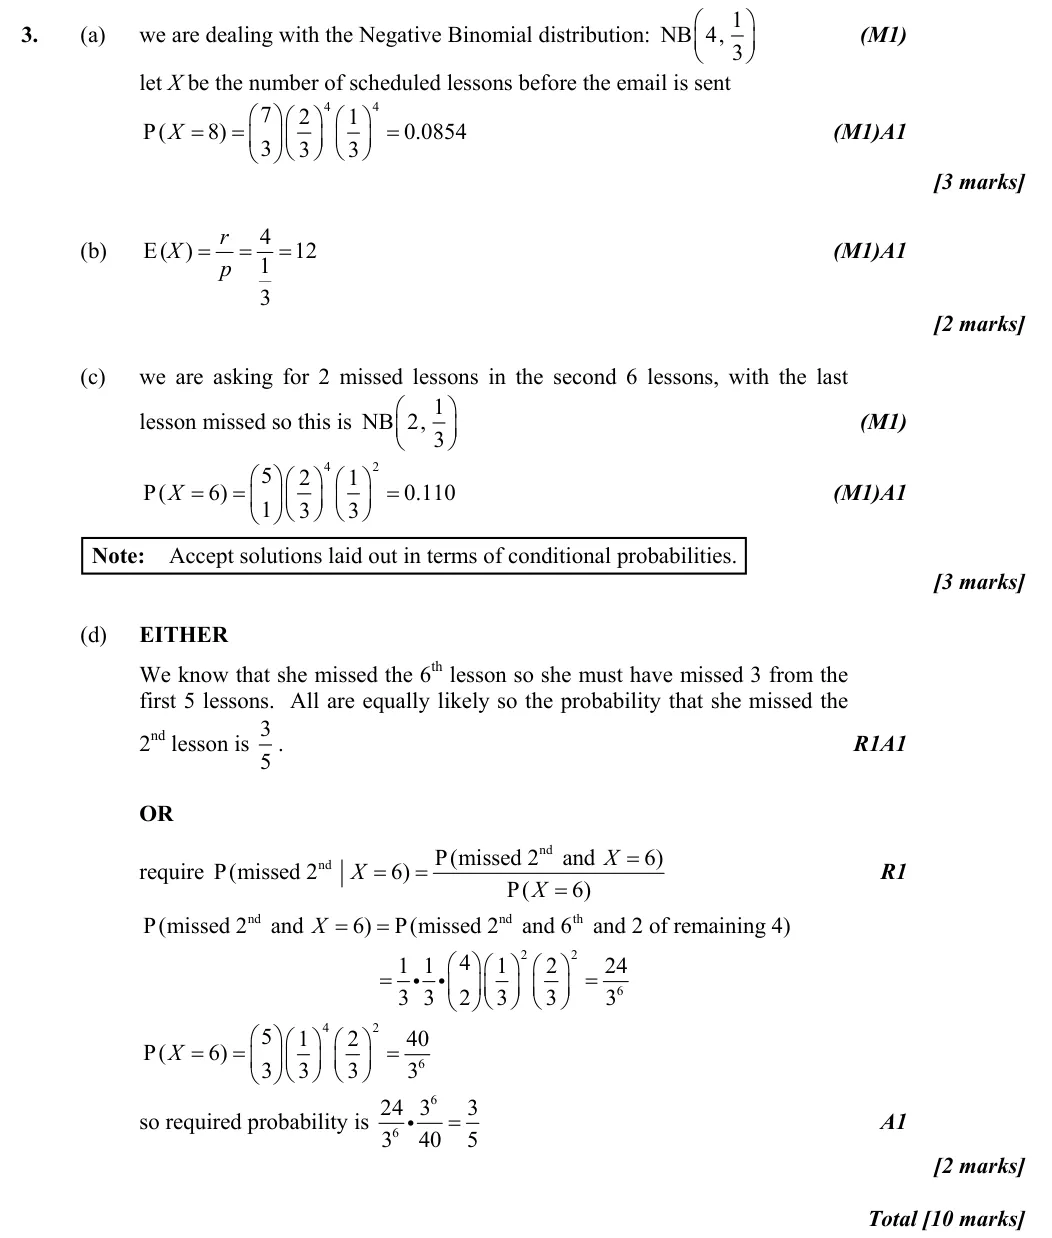 3. (a) we are dealing with the Negative Binomial distribution: NB(4, 1/3) (M1)
let X be the number of scheduled lessons before the email is sent
P(X = 8) = (7 3)(2/3)^4 (1/3)^4 = 0.0854 (M1)A1
[3 marks]
(b) E(X) = r/p = 4/(1/3) = 12 (M1)A1
[2 marks]
(c) we are asking for 2 missed lessons in the second 6 lessons, with the last
lesson missed so this is NB(2, 1/3) (M1)
P(X = 6) = (5 1)(2/3)^4 (1/3)^2 = 0.110 (M1)A1
Note: Accept solutions laid out in terms of conditional probabilities.
[3 marks]
(d) EITHER
We know that she missed the 6th lesson so she must have missed 3 from the
first 5 lessons. All are equally likely so the probability that she missed the
2nd lesson is 3/5 . R1A1
OR
require P(missed 2nd | X = 6) = P(missed 2nd and X = 6) / P(X = 6) R1
P(missed 2nd and X = 6) = P(missed 2nd and 6th and 2 of remaining 4)
= 1/3 • 1/3 • (4 2)(1/3)^2 (2/3)^2 = 24/3^6
P(X = 6) = (5 3)(1/3)^4 (2/3)^2 = 40/3^6
so required probability is 24/3^6 • 3^6/40 = 3/5 A1
[2 marks]
Total [10 marks]